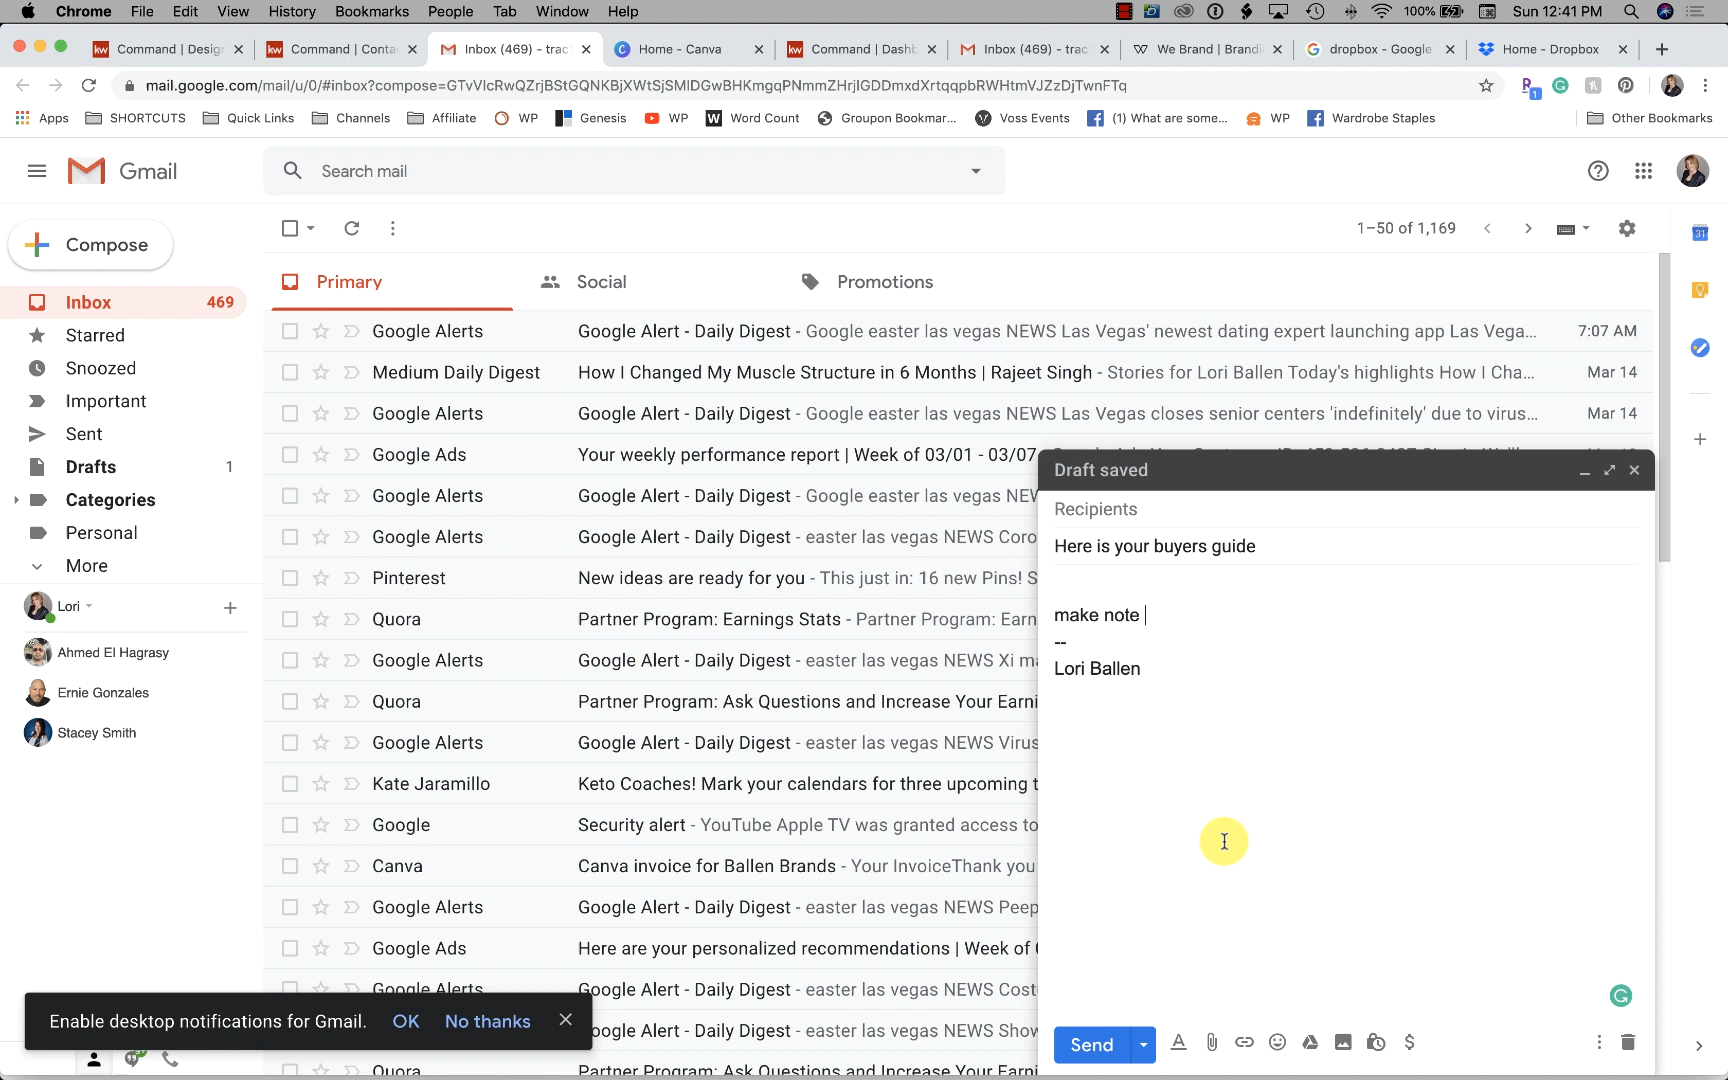 Chrome File Edit View History Bookmarks People Tab Window Help 100% Sun 12:41 PM
Command | Design Command | Conta Inbox (469) - trac Home - Canva Command | Dashb Inbox (469) - trac We Brand | Brandi dropbox - Google Home - Dropbox
mail.google.com/mail/u/0/#inbox?compose=GTvVlcRwQZrjBStGQNKBjXWtSjSMlDGwBHKmgqPNmmZHrjlGDDmxdXrtqqpbRWHtmVJZzDjTwnFTq
Apps SHORTCUTS Quick Links Channels Affiliate WP Genesis WP Word Count Groupon Bookmar... Voss Events (1) What are some... WP Wardrobe Staples Other Bookmarks
Gmail Search mail
Compose
1–50 of 1,169
Primary Social Promotions
Inbox 469
Starred
Snoozed
Important
Sent
Drafts 1
Categories
Personal
More
Lori
Ahmed El Hagrasy
Ernie Gonzales
Stacey Smith
Google Alerts Google Alert - Daily Digest - Google easter las vegas NEWS Las Vegas' newest dating expert launching app Las Vega... 7:07 AM
Medium Daily Digest How I Changed My Muscle Structure in 6 Months | Rajeet Singh - Stories for Lori Ballen Today's highlights How I Cha... Mar 14
Google Alerts Google Alert - Daily Digest - Google easter las vegas NEWS Las Vegas closes senior centers 'indefinitely' due to virus... Mar 14
Google Ads Your weekly performance report | Week of 03/01 - 03/07
Google Alerts Google Alert - Daily Digest - Google easter las vegas NEW
Google Alerts Google Alert - Daily Digest - easter las vegas NEWS Coro
Pinterest New ideas are ready for you - This just in: 16 new Pins! S
Quora Partner Program: Earnings Stats - Partner Program: Earn
Google Alerts Google Alert - Daily Digest - easter las vegas NEWS Xi ma
Quora Partner Program: Ask Questions and Increase Your Earni
Google Alerts Google Alert - Daily Digest - easter las vegas NEWS Virus
Kate Jaramillo Keto Coaches! Mark your calendars for three upcoming t
Google Security alert - YouTube Apple TV was granted access to
Canva Canva invoice for Ballen Brands - Your InvoiceThank you
Google Alerts Google Alert - Daily Digest - easter las vegas NEWS Peep
Google Ads Here are your personalized recommendations | Week of
Google Alerts Google Alert - Daily Digest - easter las vegas NEWS Cost
oogle Alert - Daily Digest - easter las vegas NEWS Show
Quora Partner Program: Ask Questions and Increase Your Earni
Draft saved
Recipients
Here is your buyers guide
make note
--
Lori Ballen
Send
Enable desktop notifications for Gmail. OK No thanks